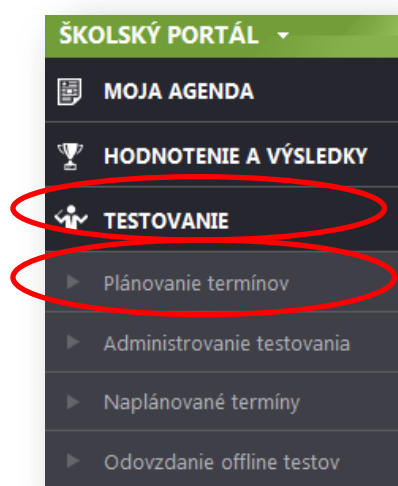 ŠKOLSKÝ PORTÁL
MOJA AGENDA
HODNOTENIE A VÝSLEDKY
TESTOVANIE
Plánovanie termínov
Administrovanie testovania
Naplánované termíny
Odovzdanie offline testov